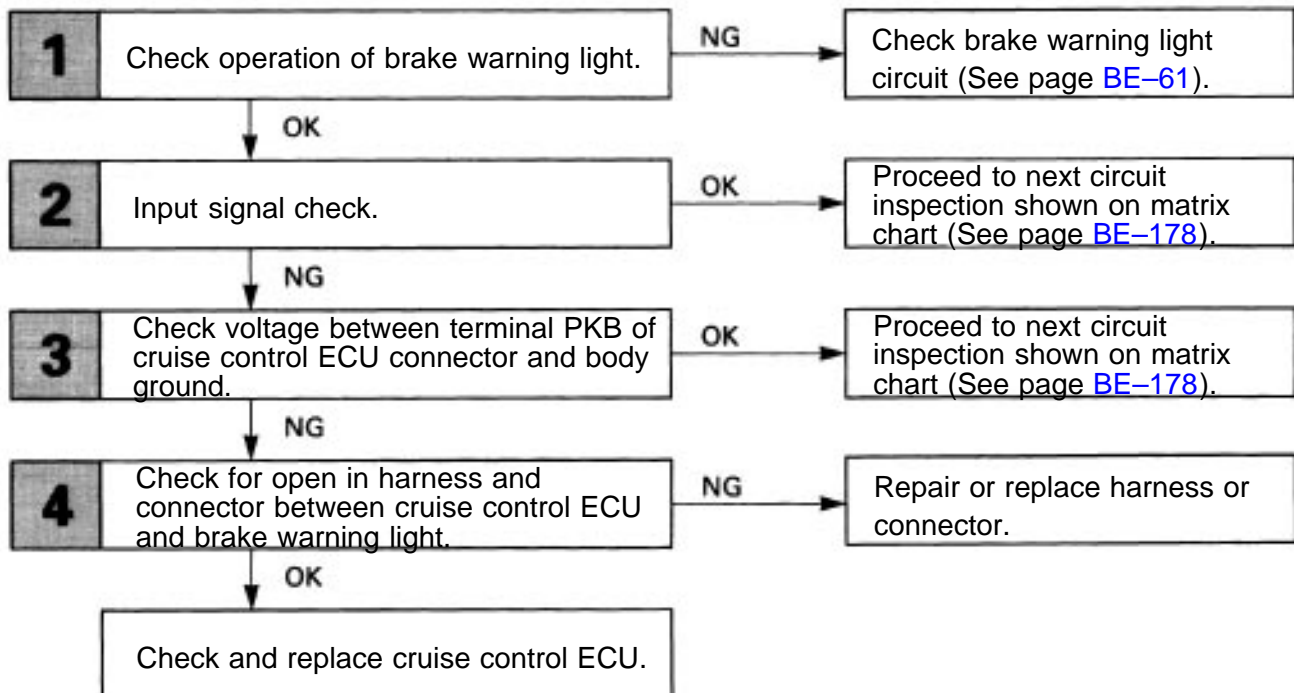 1
Check operation of brake warning light.
NG
Check brake warning light
circuit (See page BE–61).
OK
2
Input signal check.
OK
Proceed to next circuit
inspection shown on matrix
chart (See page BE–178).
NG
3
Check voltage between terminal PKB of
cruise control ECU connector and body
ground.
OK
Proceed to next circuit
inspection shown on matrix
chart (See page BE–178).
NG
4
Check for open in harness and
connector between cruise control ECU
and brake warning light.
NG
Repair or replace harness or
connector.
OK
Check and replace cruise control ECU.